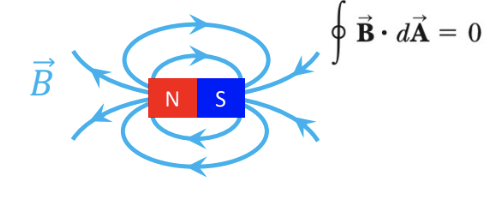 ∮ B⃗ · dA⃗ = 0
B⃗
N S